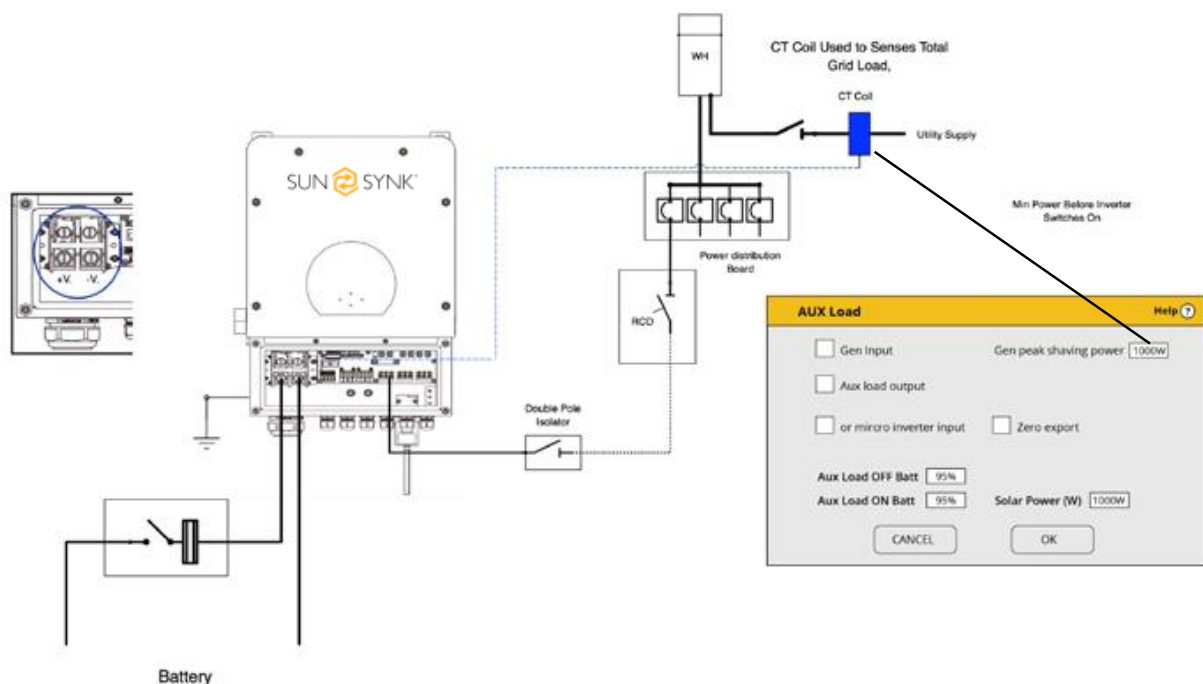 WH
CT Coil Used to Senses Total
Grid Load,
CT Coil
Utility Supply
SUN SYNK
+V. -V.
Min Power Before Inverter
Switches On
Power distribution
Board
RCD
Double Pole
Isolator
AUX Load
Help ?
Gen Input
Gen peak shaving power 1000W
Aux load output
or mircro inverter input
Zero export
Aux Load OFF Batt 95%
Aux Load ON Batt 95%
Solar Power (W) 1000W
CANCEL
OK
Battery